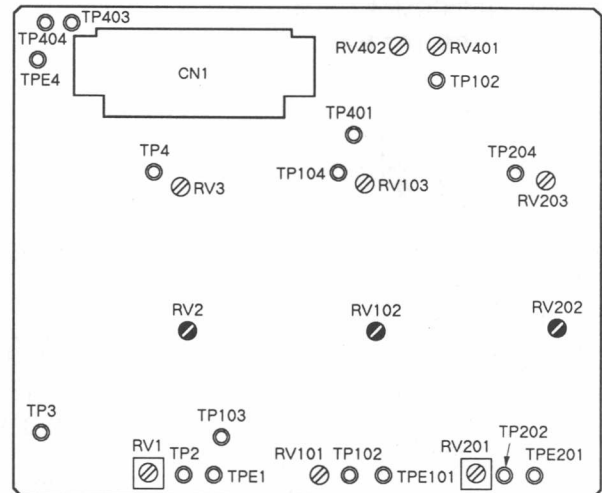 TP403
TP404
TPE4
CN1
RV402
RV401
TP102
TP401
TP4
RV3
TP104
RV103
TP204
RV203
RV2
RV102
RV202
TP3
TP103
RV1
TP2
TPE1
RV101
TP102
TPE101
RV201
TP202
TPE201